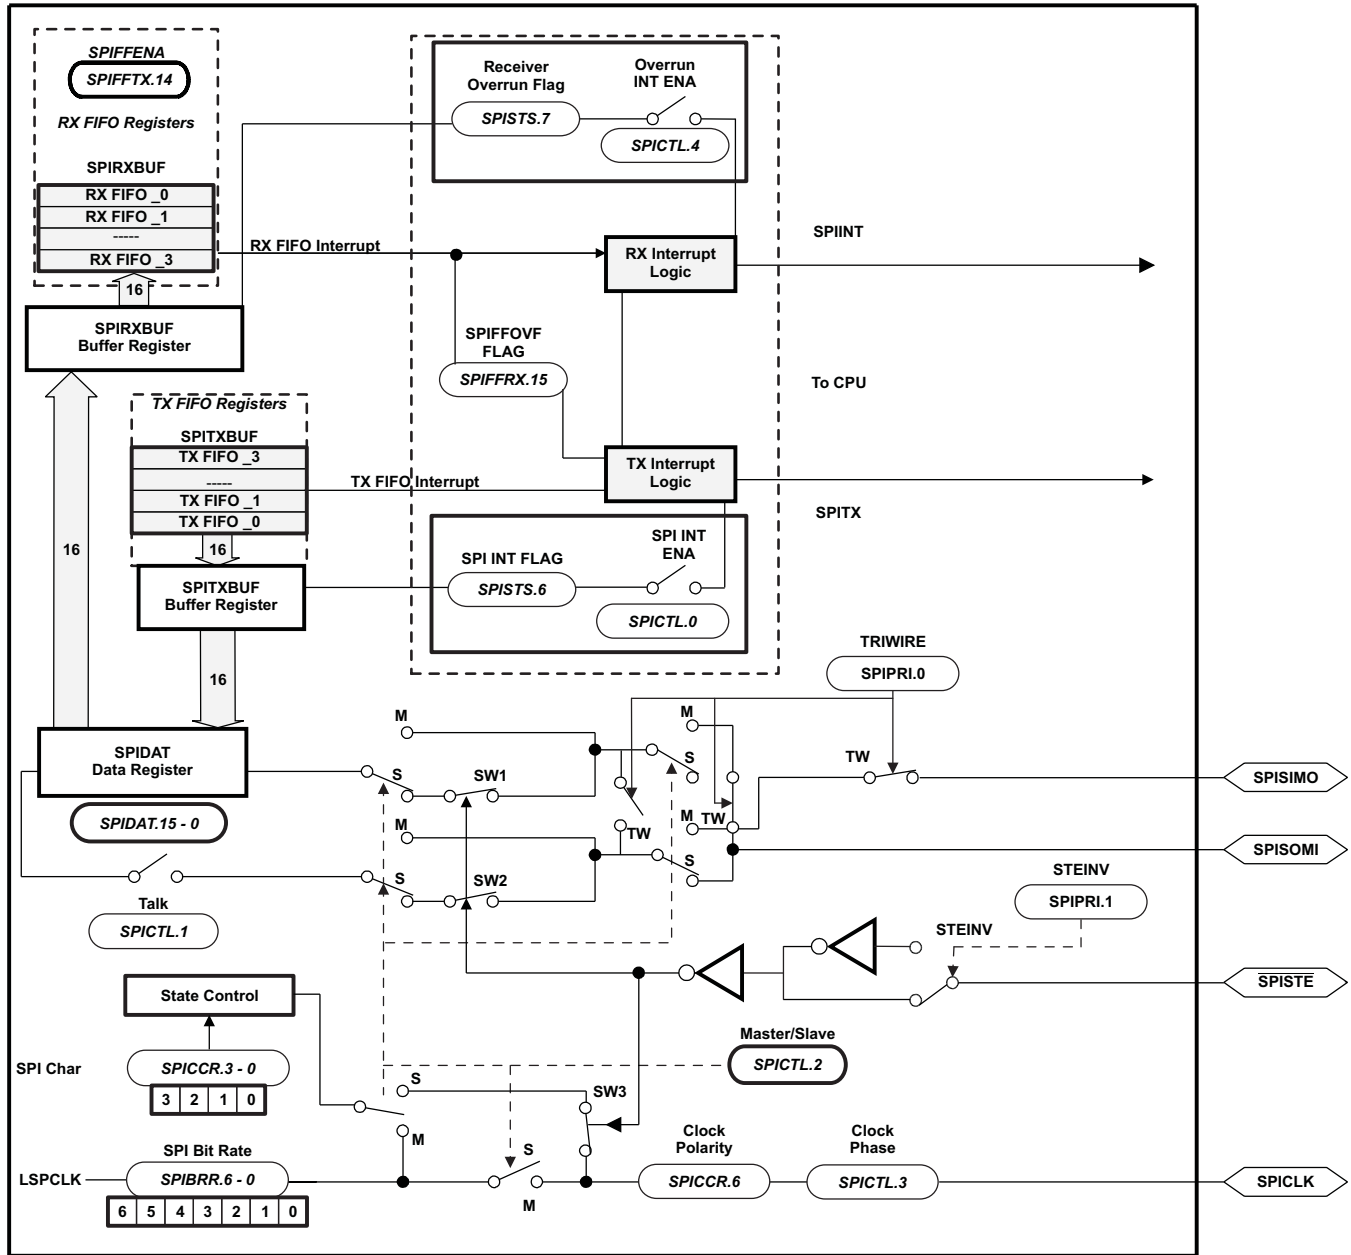 SPIFFENA
SPIFFTX.14
RX FIFO Registers
SPIRXBUF
RX FIFO _0
RX FIFO _1
-----
RX FIFO _3
16
SPIRXBUF
Buffer Register
Receiver
Overrun Flag
SPISTS.7
Overrun
INT ENA
SPICTL.4
RX FIFO Interrupt
RX Interrupt
Logic
SPIINT
SPIFFOVF
FLAG
SPIFFRX.15
To CPU
16
TX FIFO Registers
SPITXBUF
TX FIFO _3
-----
TX FIFO _1
TX FIFO _0
16
TX FIFO Interrupt
TX Interrupt
Logic
SPITX
SPITXBUF
Buffer Register
SPI INT FLAG
SPISTS.6
SPI INT
ENA
SPICTL.0
16
TRIWIRE
SPIPRI.0
SPIDAT
Data Register
SPIDAT.15 - 0
M
S
SW1
M
S
TW
SPISIMO
M
S
SW2
TW
M
TW
S
SPISOMI
Talk
SPICTL.1
STEINV
SPIPRI.1
STEINV
SPISTE
State Control
Master/Slave
SPICTL.2
SPI Char
SPICCR.3 - 0
3 2 1 0
S
M
SW3
SPI Bit Rate
LSPCLK
SPIBRR.6 - 0
6 5 4 3 2 1 0
S
M
Clock
Polarity
SPICCR.6
Clock
Phase
SPICTL.3
SPICLK